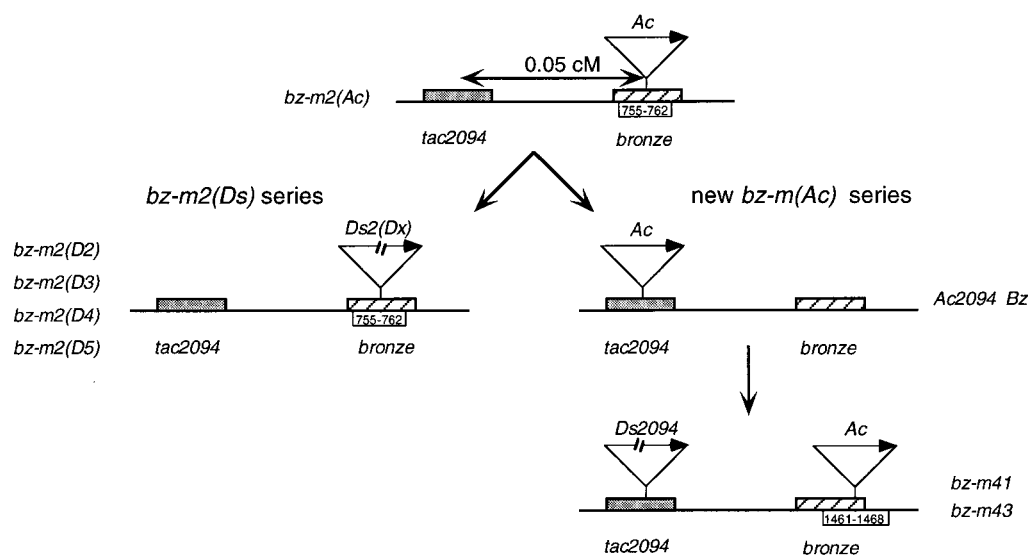 Ac
0.05 cM
bz-m2(Ac)
755-762
tac2094 bronze
bz-m2(Ds) series
new bz-m(Ac) series
Ds2(Dx)
Ac
bz-m2(D2)
bz-m2(D3)
bz-m2(D4)
bz-m2(D5)
755-762
tac2094 bronze
Ac2094 Bz
tac2094 bronze
Ds2094
Ac
bz-m41
bz-m43
1461-1468
tac2094 bronze